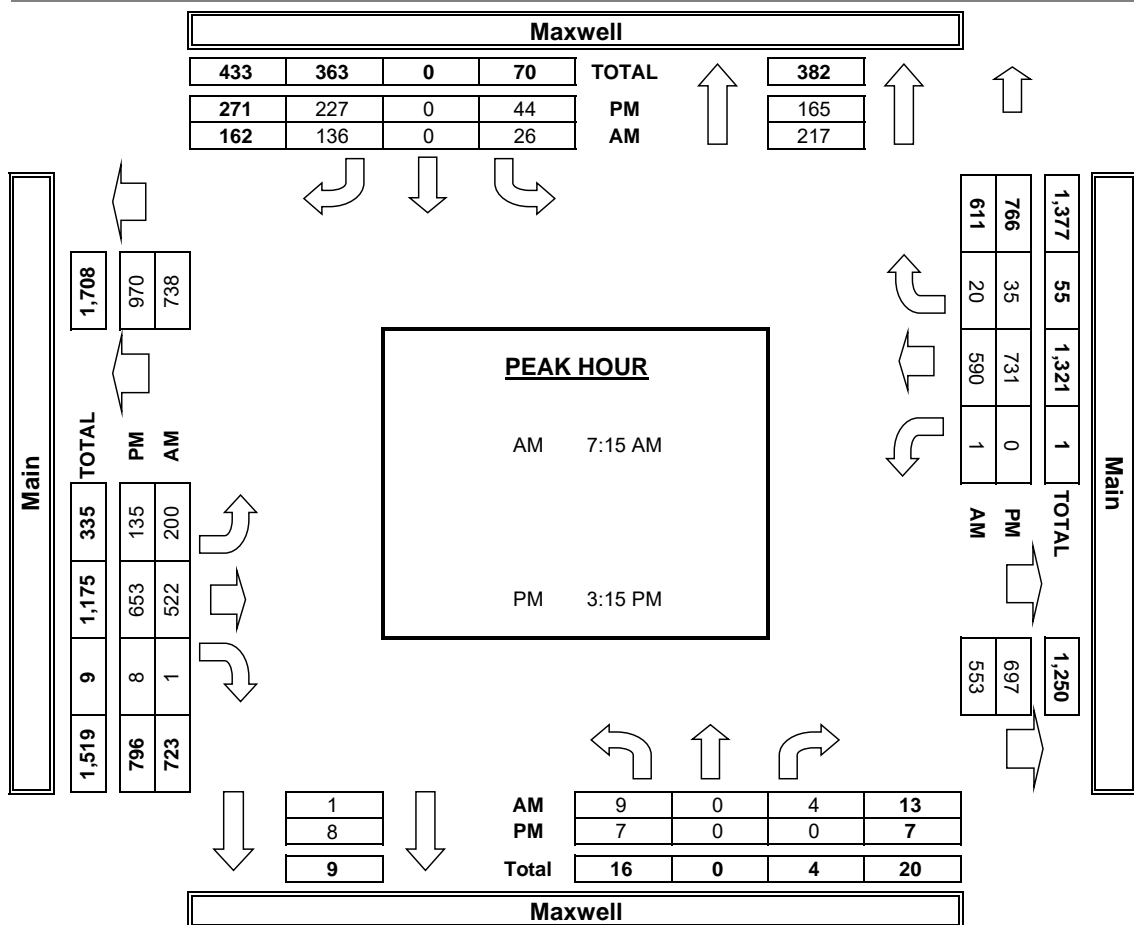 Maxwell
433 363 0 70 TOTAL 382
271 227 0 44 PM 165
162 136 0 26 AM 217
Main
1,708
970
738
TOTAL 335 1,175 9 1,519
PM 135 653 8 796
AM 200 522 1 723
PEAK HOUR
AM 7:15 AM
PM 3:15 PM
1,377 55 1,321 1 TOTAL 1,250
766 35 731 0 PM 697
611 20 590 1 AM 553
Main
1 AM 9 0 4 13
8 PM 7 0 0 7
9 Total 16 0 4 20
Maxwell